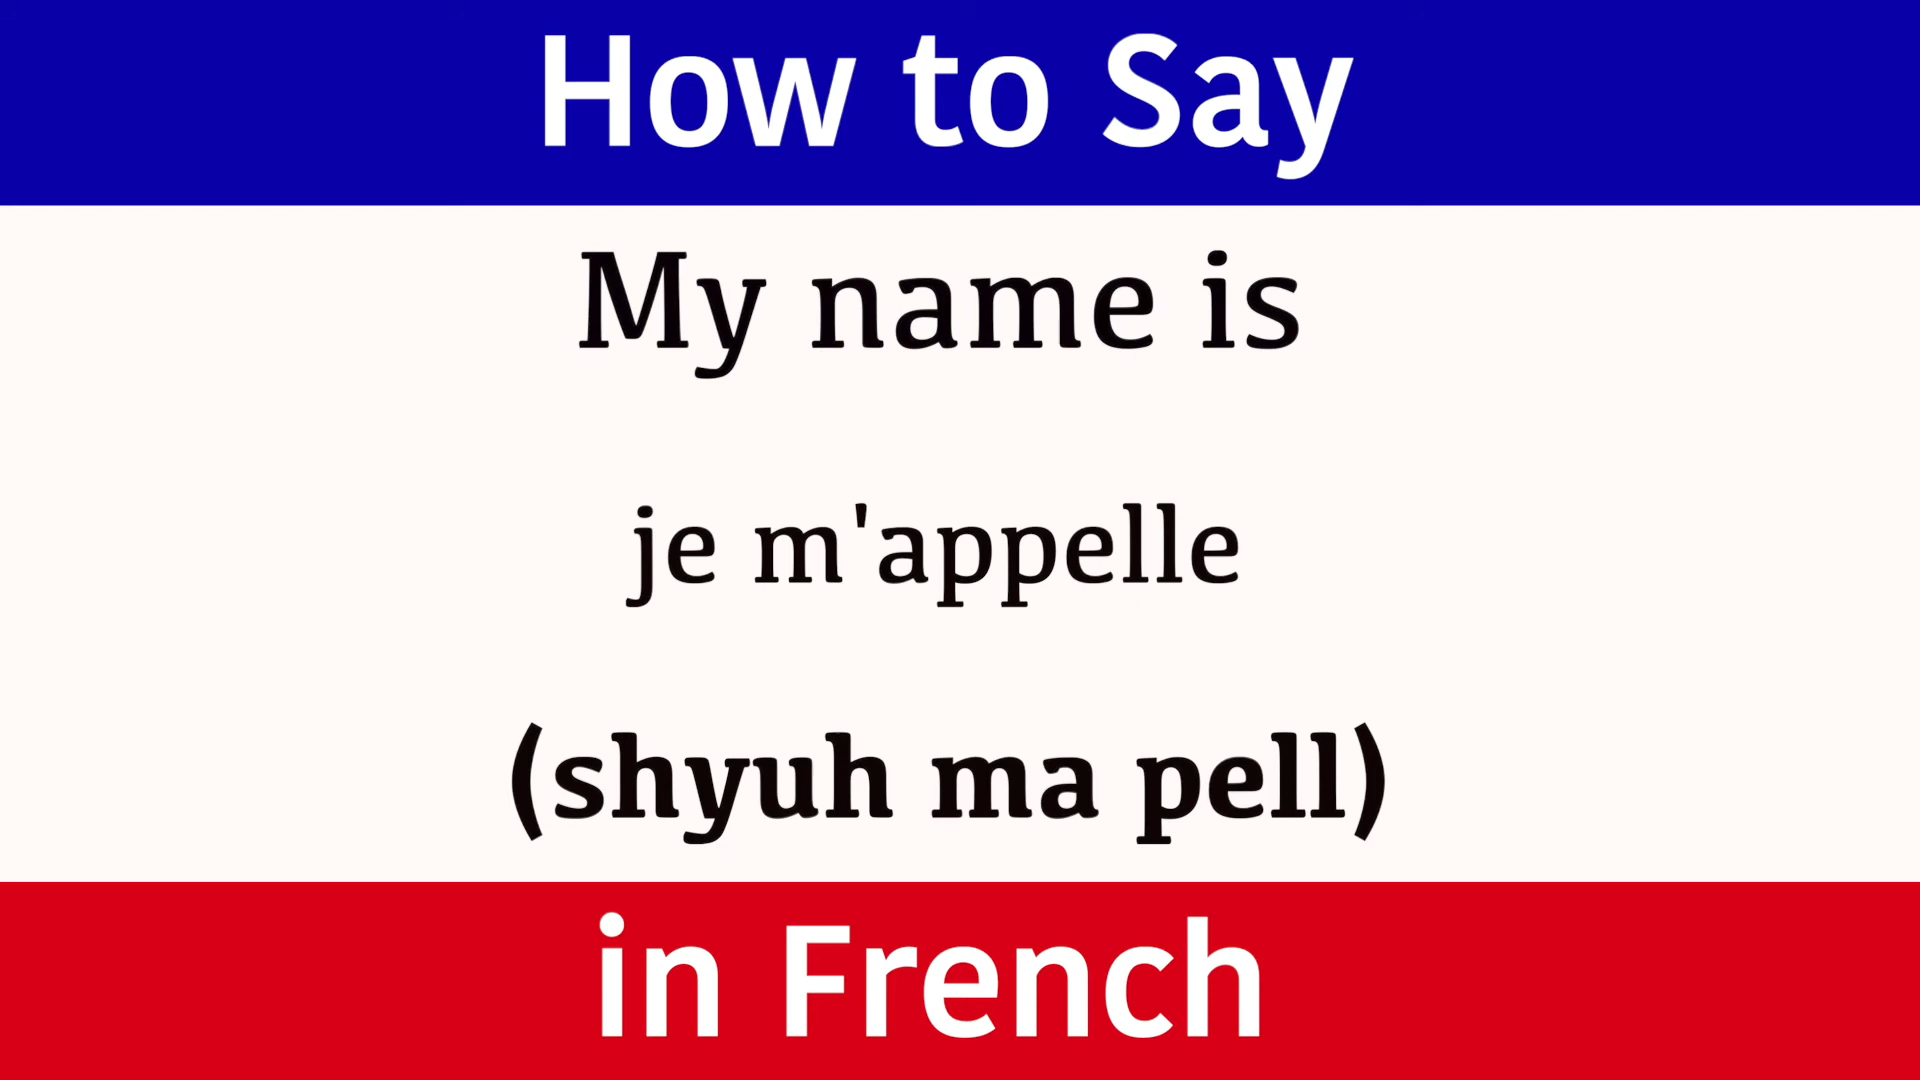 How to Say
My name is
je m'appelle
(shyuh ma pell)
in French